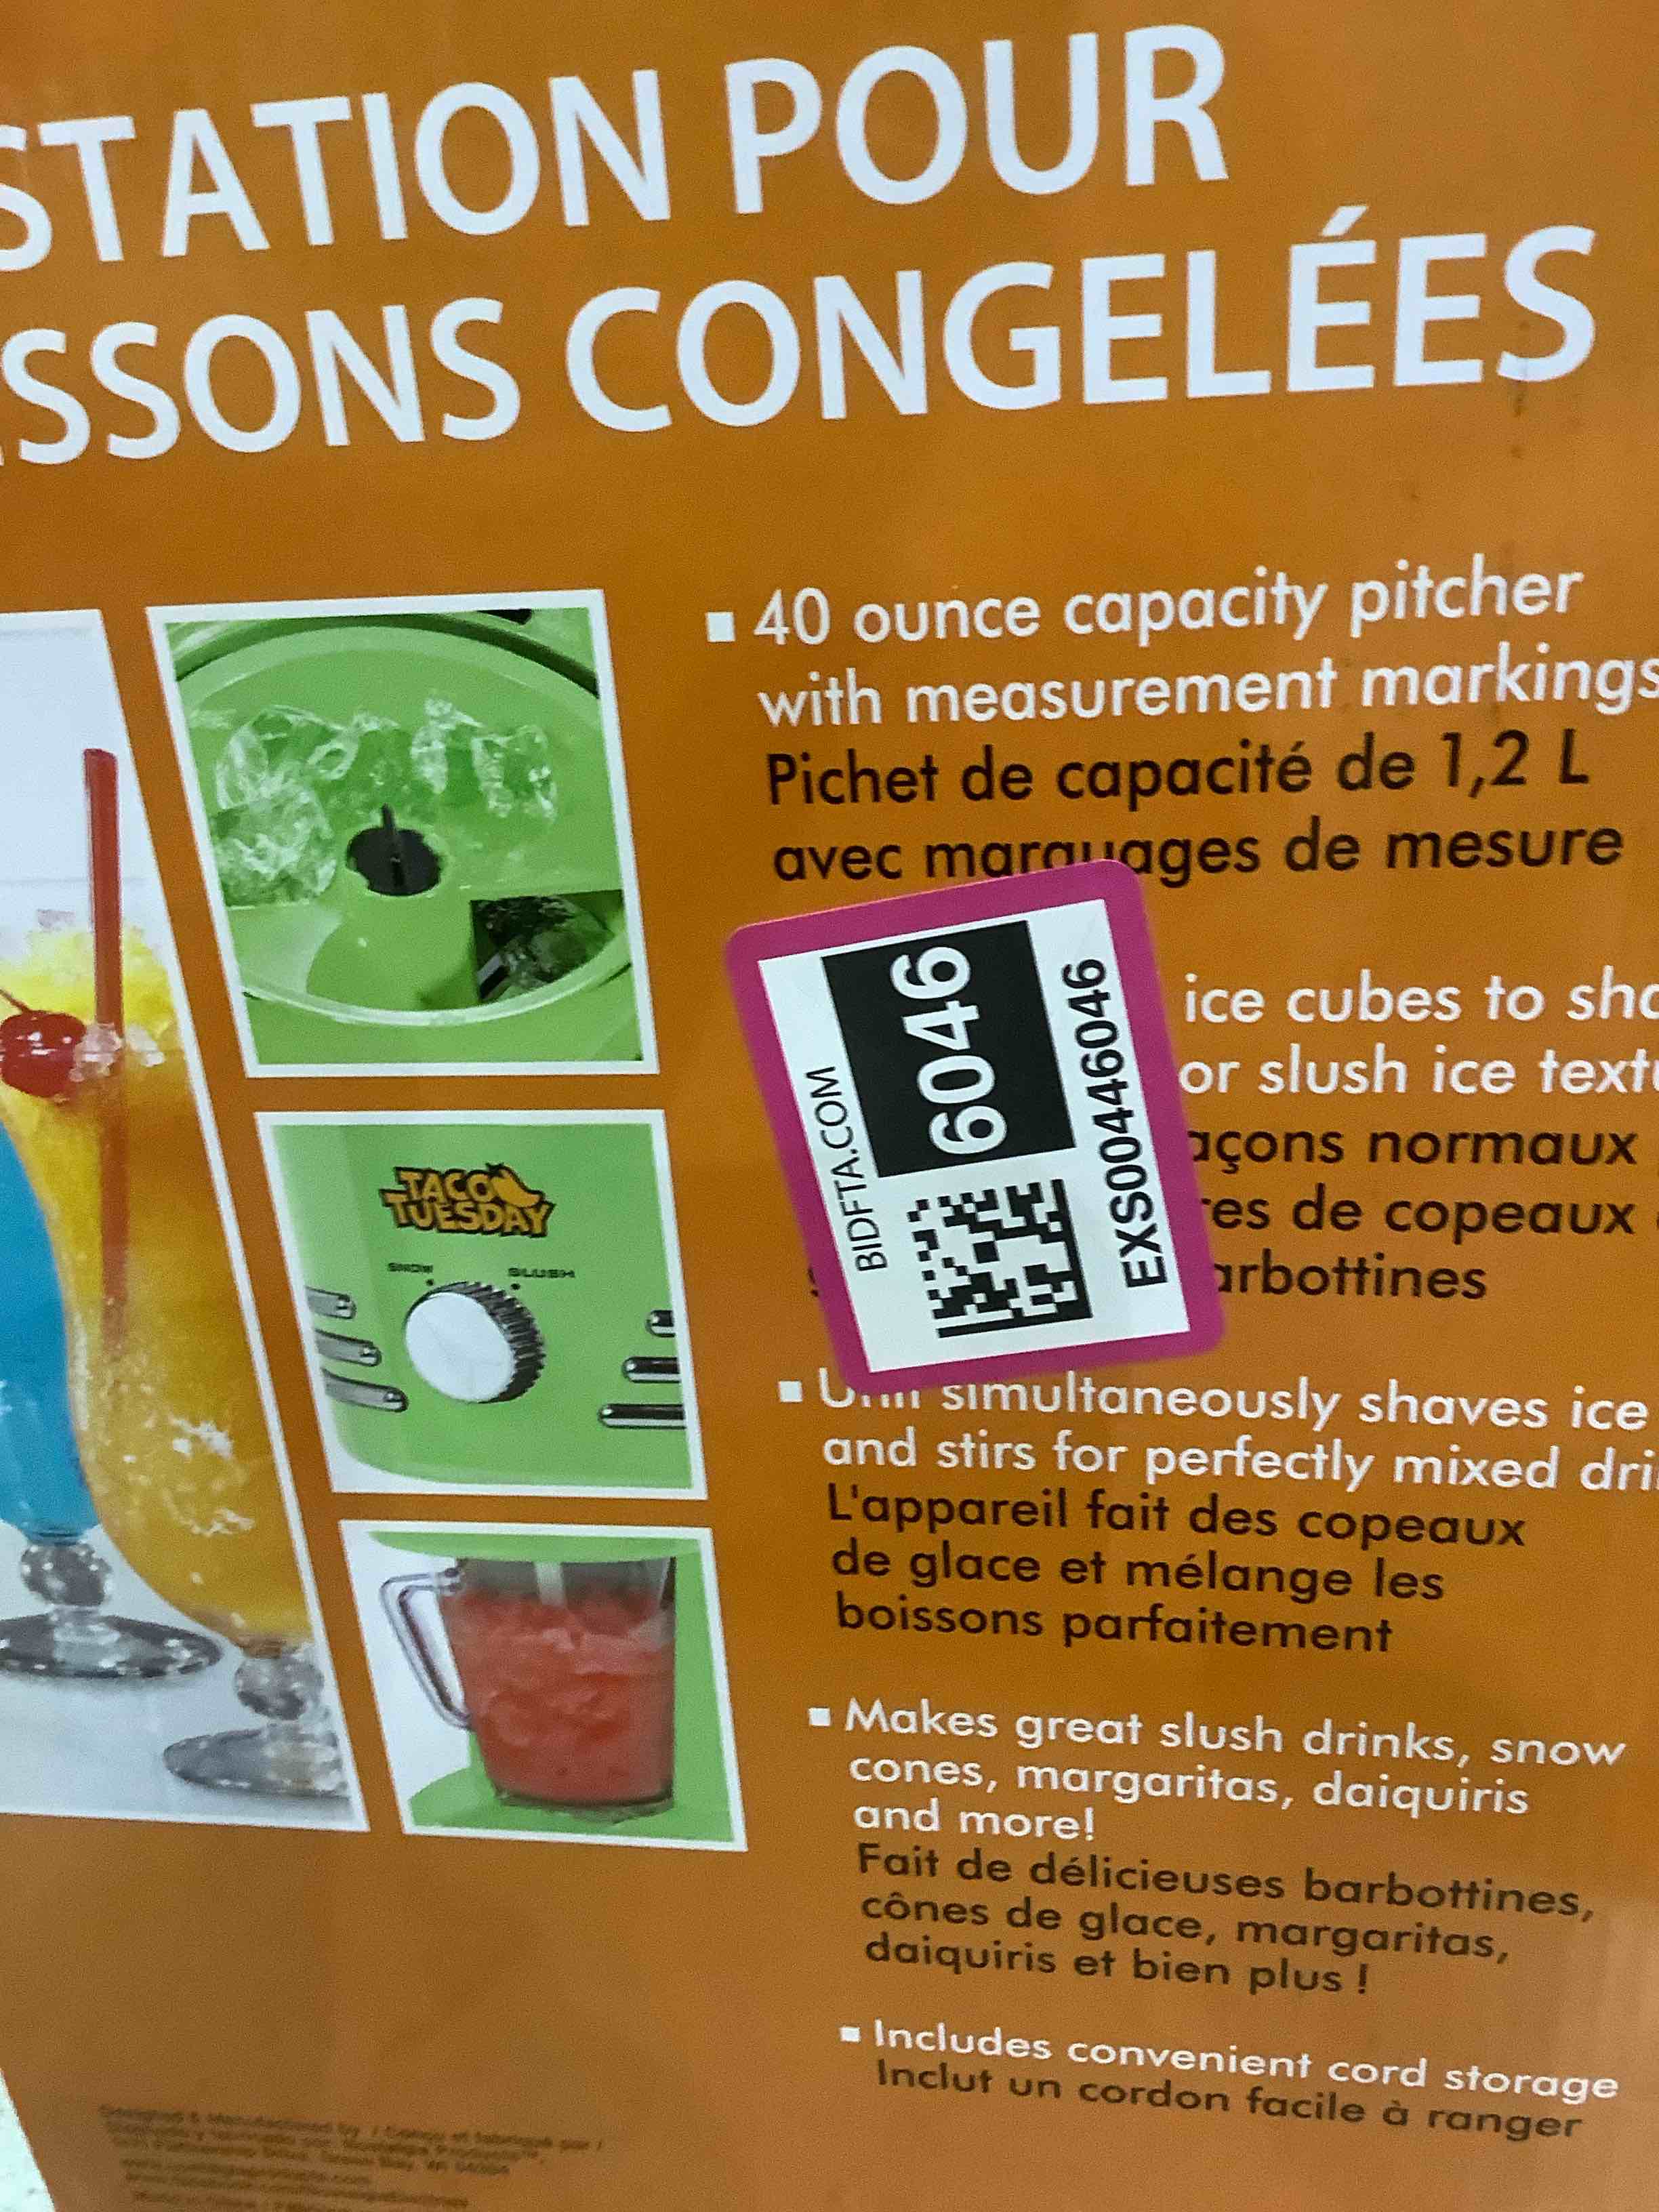 STATION POUR
SSONS CONGELÉES
▪ 40 ounce capacity pitcher
with measurement markings
Pichet de capacité de 1,2 L
avec marquages de mesure
BIDFTA.COM
6046
EXS00446046
ice cubes to
or slush ice
açons normaux
res de copeaux
arbottines
TACO
TUESDAY
SNOW SLUSH
▪ Unit simultaneously shaves ice
and stirs for perfectly mixed
L'appareil fait des copeaux
de glace et mélange les
boissons parfaitement
▪ Makes great slush drinks, snow
cones, margaritas, daiquiris
and more!
Fait de délicieuses barbottines,
cônes de glace, margaritas,
daiquiris et bien plus !
▪ Includes convenient cord storage
Inclut un cordon facile à ranger